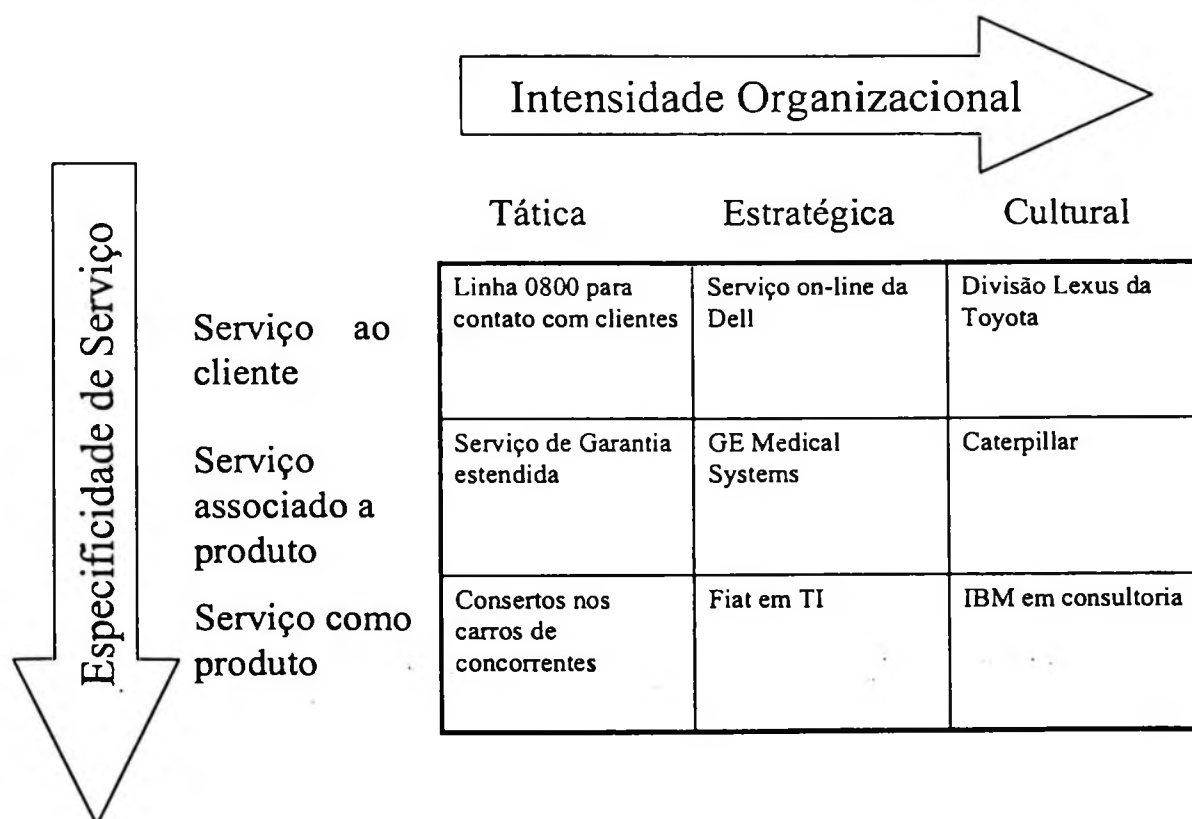 Intensidade Organizacional
Tática Estratégica Cultural
Especificidade de Serviço
Serviço ao
cliente
Linha 0800 para
contato com clientes
Serviço on-line da
Dell
Divisão Lexus da
Toyota
Serviço
associado a
produto
Serviço de Garantia
estendida
GE Medical
Systems
Caterpillar
Serviço como
produto
Consertos nos
carros de
concorrentes
Fiat em TI
IBM em consultoria